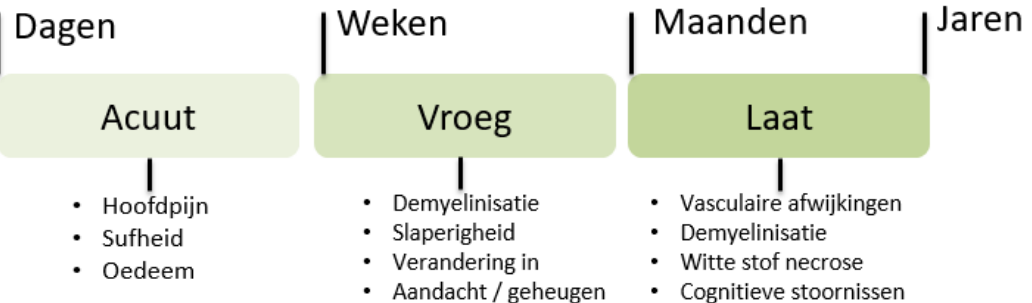 Dagen
Weken
Maanden
Jaren
Acuut
Vroeg
Laat
• Hoofdpijn
• Sufheid
• Oedeem
• Demyelinisatie
• Slaperigheid
• Verandering in
• Aandacht / geheugen
• Vasculaire afwijkingen
• Demyelinisatie
• Witte stof necrose
• Cognitieve stoornissen